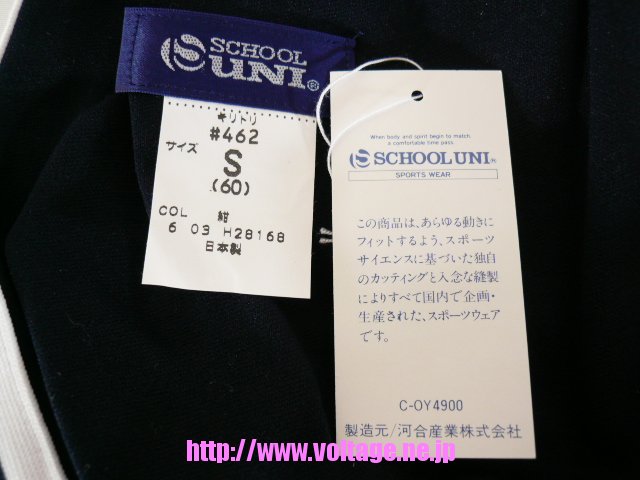 SCHOOL
UNI®
キリトリ
#462
サイズ S
(60)
COL 紺
6 03 H28168
日本製
When body and spirit begin to match,
a comfortable time pass.
SCHOOL UNI®
SPORTS WEAR
この商品は、あらゆる動きに
フィットするよう、スポーツ
サイエンスに基づいた独自
のカッティングと入念な縫製
によりすべて国内で企画・
生産された、スポーツウェア
です。
C-OY4900
製造元/河合産業株式会社
http://www.voltage.ne.jp